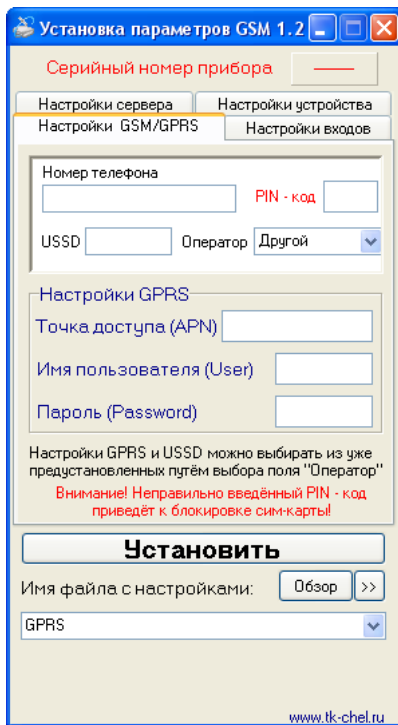 Установка параметров GSM 1.2
Серийный номер прибора
Настройки сервера
Настройки устройства
Настройки GSM/GPRS
Настройки входов
Номер телефона
PIN - код
USSD
Оператор
Другой
Настройки GPRS
Точка доступа (APN)
Имя пользователя (User)
Пароль (Password)
Настройки GPRS и USSD можно выбирать из уже
предустановленных путём выбора поля "Оператор"
Внимание! Неправильно введённый PIN - код
приведёт к блокировке сим-карты!
Установить
Имя файла с настройками:
Обзор
>>
GPRS
www.tk-chel.ru